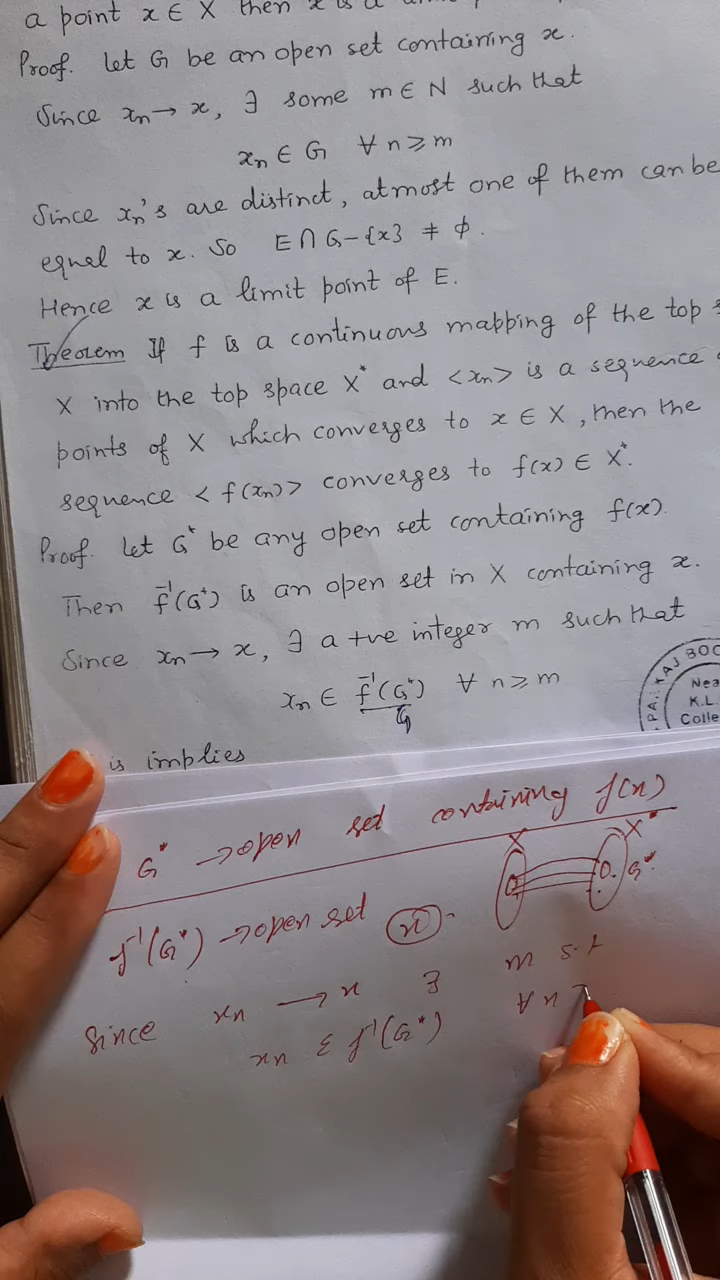 a point x ∈ X then x is a
Proof. Let G be an open set containing x.
Since xₙ → x, ∃ some m ∈ N such that
xₙ ∈ G ∀ n ≥ m
Since xₙ's are distinct, atmost one of them can be
equal to x. So E ∩ G - {x} ≠ ϕ.
Hence x is a limit point of E.
Theorem If f is a continuous mapping of the top s
X into the top space X* and <xₙ> is a sequence
points of X which converges to x ∈ X, then the
sequence <f(xₙ)> converges to f(x) ∈ X*.
Proof. Let G* be any open set containing f(x).
Then f⁻¹(G*) is an open set in X containing x.
Since xₙ → x, ∃ a +ve integer m such that
xₙ ∈ f⁻¹(G*) ∀ n ≥ m
G
is implies
PANKAJ BOO
Nea
K.L.
Colle
G* → open set containing f(x)
X X*
G*
f⁻¹(G*) → open set x
Since xₙ → x ∃ m s.t
xₙ ∈ f⁻¹(G*) ∀ n